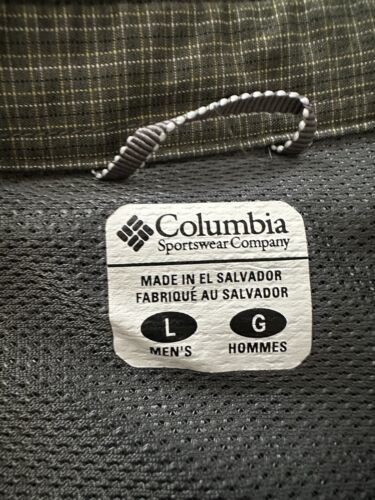 Columbia
Sportswear Company
MADE IN EL SALVADOR
FABRIQUÉ AU SALVADOR
L G
MEN'S HOMMES